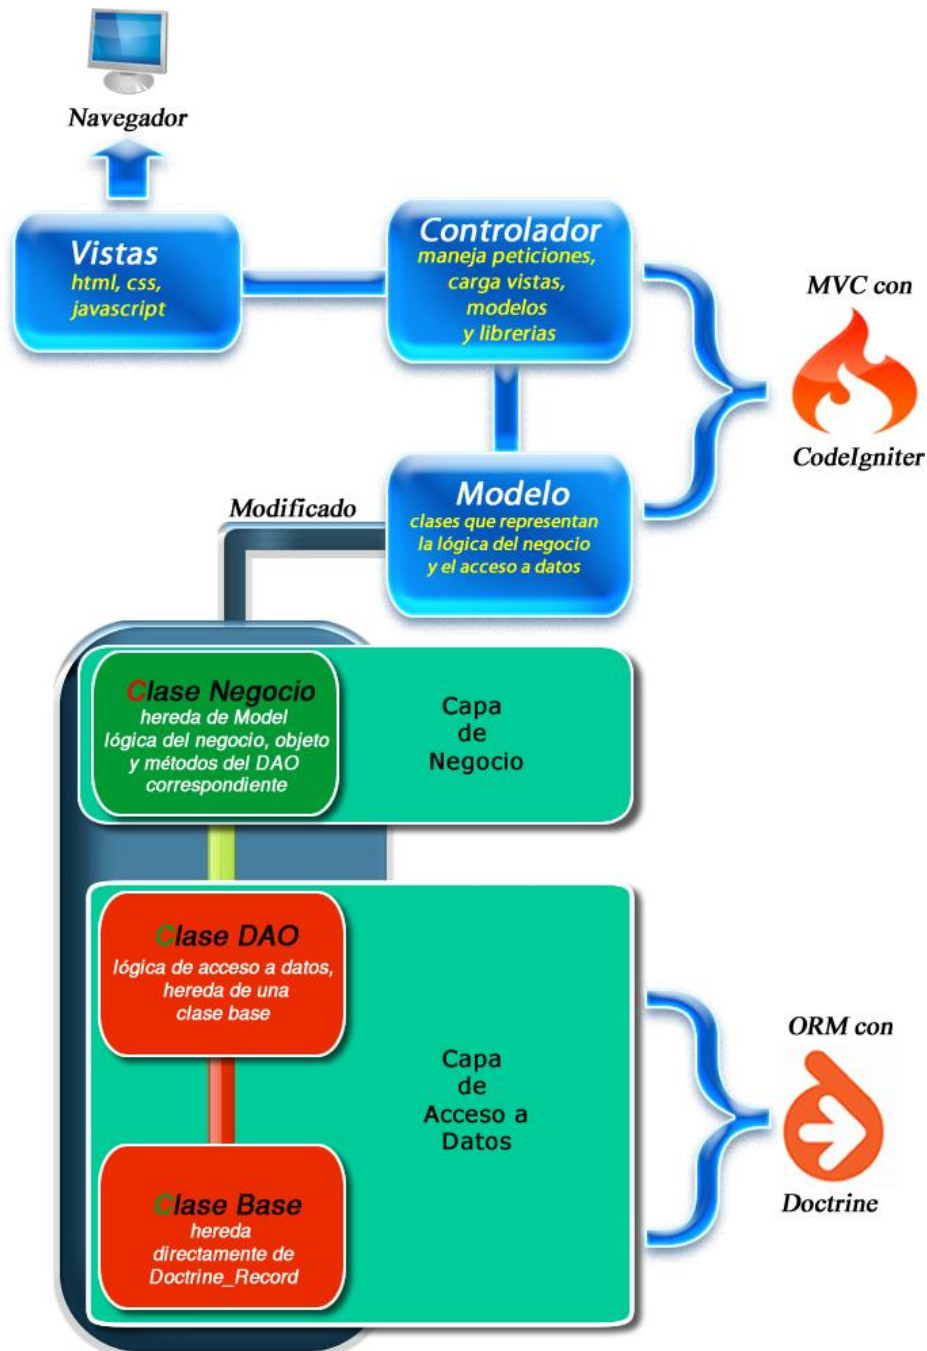 Navegador
Vistas
html, css,
javascript
Controlador
maneja peticiones,
carga vistas,
modelos
y librerias
MVC con
CodeIgniter
Modelo
clases que representan
la lógica del negocio
y el acceso a datos
Modificado
Clase Negocio
hereda de Model
lógica del negocio, objeto
y métodos del DAO
correspondiente
Capa
de
Negocio
Clase DAO
lógica de acceso a datos,
hereda de una
clase base
Capa
de
Acceso a
Datos
ORM con
Doctrine
Clase Base
hereda
directamente de
Doctrine_Record